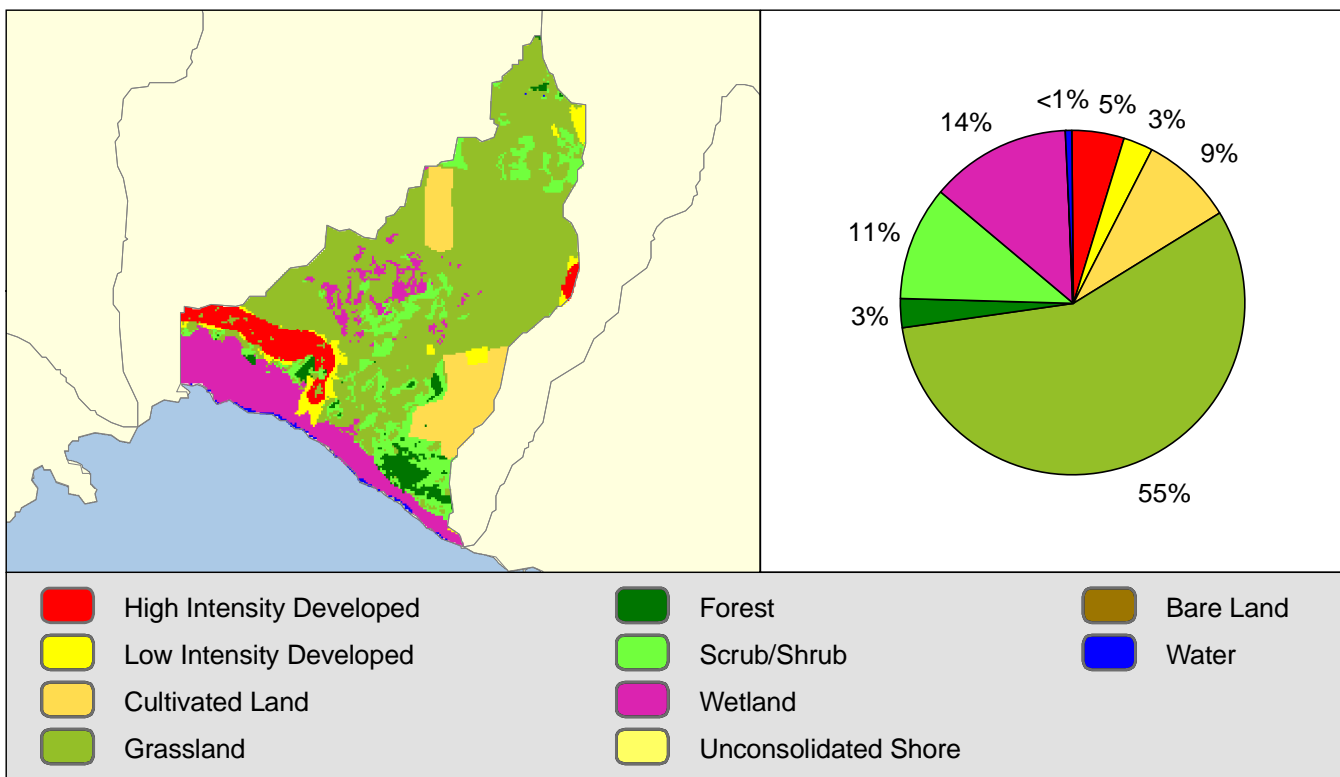 <1%
5%
3%
9%
14%
11%
3%
55%
High Intensity Developed
Low Intensity Developed
Cultivated Land
Grassland
Forest
Scrub/Shrub
Wetland
Unconsolidated Shore
Bare Land
Water